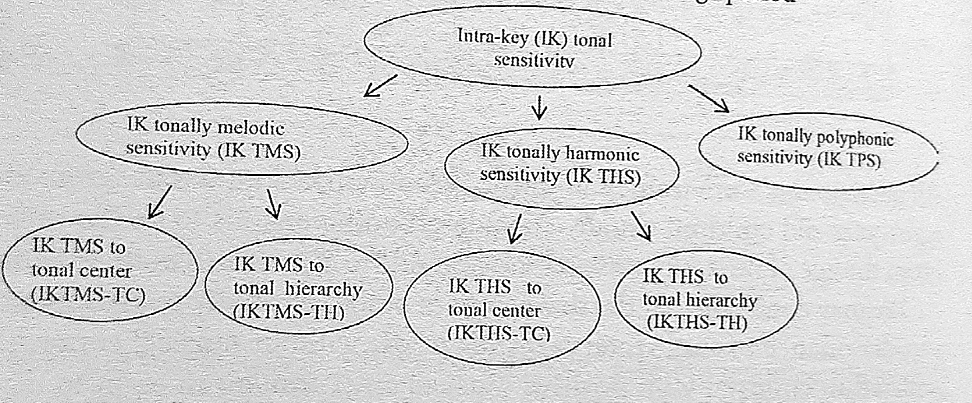 Intra-key (IK) tonal
sensitivity
IK tonally melodic
sensitivity (IK TMS)
IK tonally harmonic
sensitivity (IK THS)
IK tonally polyphonic
sensitivity (IK TPS)
IK TMS to
tonal center
(IKTMS-TC)
IK TMS to
tonal hierarchy
(IKTMS-TH)
IK THS to
tonal center
(IKTHS-TC)
IK THS to
tonal hierarchy
(IKTHS-TH)